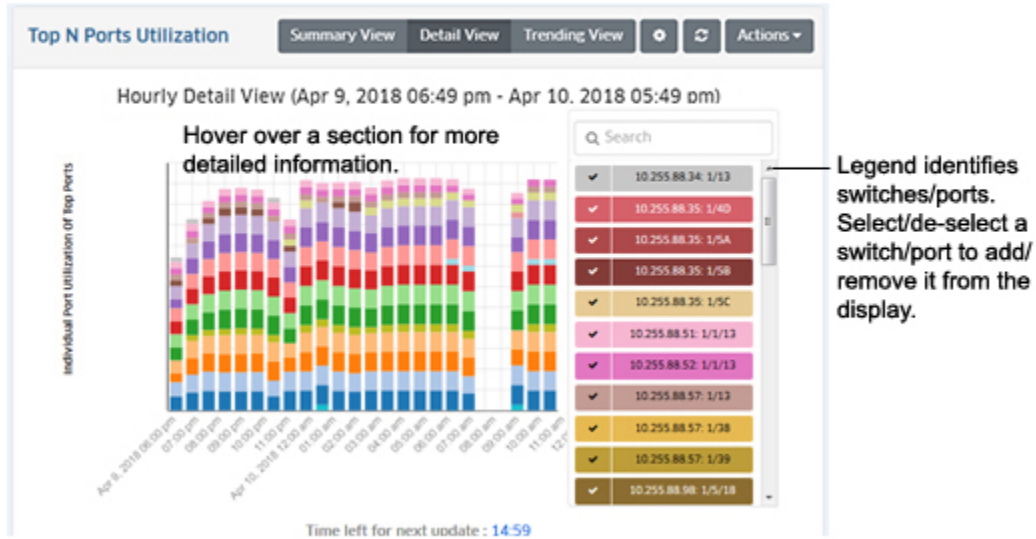 Top N Ports Utilization
Summary View
Detail View
Trending View
Actions
Hourly Detail View (Apr 9, 2018 06:49 pm - Apr 10, 2018 05:49 pm)
Hover over a section for more
detailed information.
Search
10.255.88.34: 1/13
10.255.88.35: 1/4D
10.255.88.35: 1/5A
10.255.88.35: 1/5B
10.255.88.35: 1/5C
10.255.88.51: 1/1/13
10.255.88.52: 1/1/13
10.255.88.57: 1/13
10.255.88.57: 1/38
10.255.88.57: 1/39
10.255.88.98: 1/5/18
Legend identifies
switches/ports.
Select/de-select a
switch/port to add/
remove it from the
display.
Individual Port Utilization Of Top Ports
Apr 9, 2018 06:00 pm
07:00 pm
08:00 pm
09:00 pm
10:00 pm
11:00 pm
Apr 10, 2018 12:00 am
01:00 am
02:00 am
03:00 am
04:00 am
05:00 am
06:00 am
07:00 am
08:00 am
09:00 am
10:00 am
11:00 am
Time left for next update : 14:59